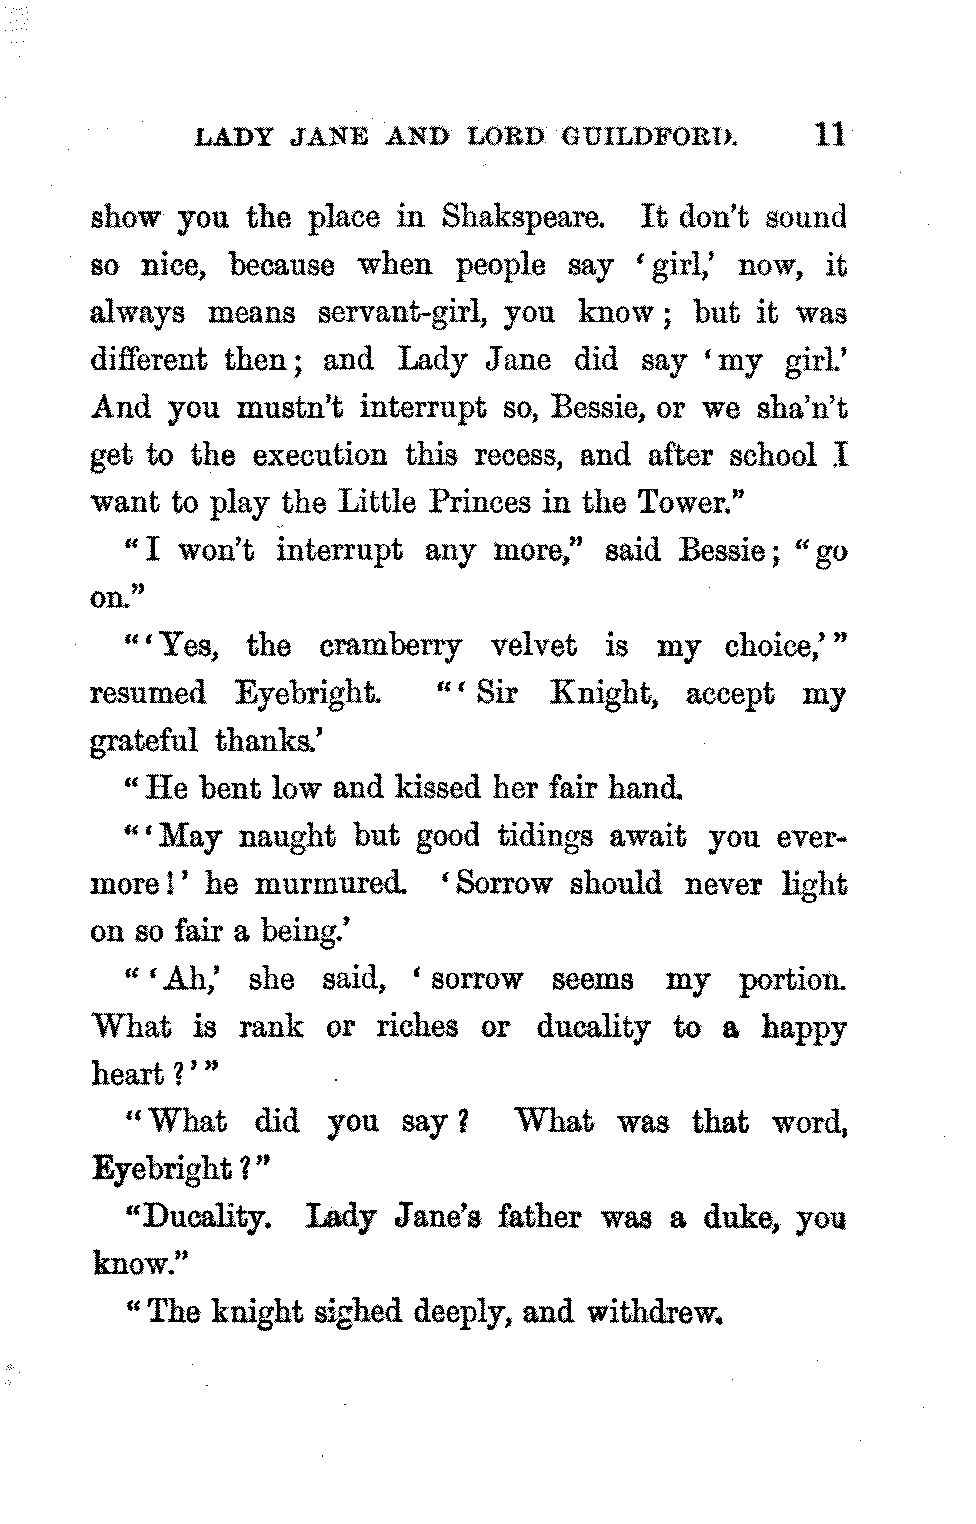 LADY JANE AND LORD GUILDFORD. 11
show you the place in Shakspeare. It don't sound
so nice, because when people say 'girl,' now, it
always means servant-girl, you know; but it was
different then; and Lady Jane did say 'my girl.'
And you mustn't interrupt so, Bessie, or we sha'n't
get to the execution this recess, and after school I
want to play the Little Princes in the Tower."
"I won't interrupt any more," said Bessie; "go
on."
"'Yes, the cramberry velvet is my choice,'"
resumed Eyebright. "'Sir Knight, accept my
grateful thanks.'
"He bent low and kissed her fair hand.
"'May naught but good tidings await you ever-
more!' he murmured. 'Sorrow should never light
on so fair a being.'
"'Ah,' she said, 'sorrow seems my portion.
What is rank or riches or ducality to a happy
heart?'"
"What did you say? What was that word,
Eyebright?"
"Ducality. Lady Jane's father was a duke, you
know."
"The knight sighed deeply, and withdrew.